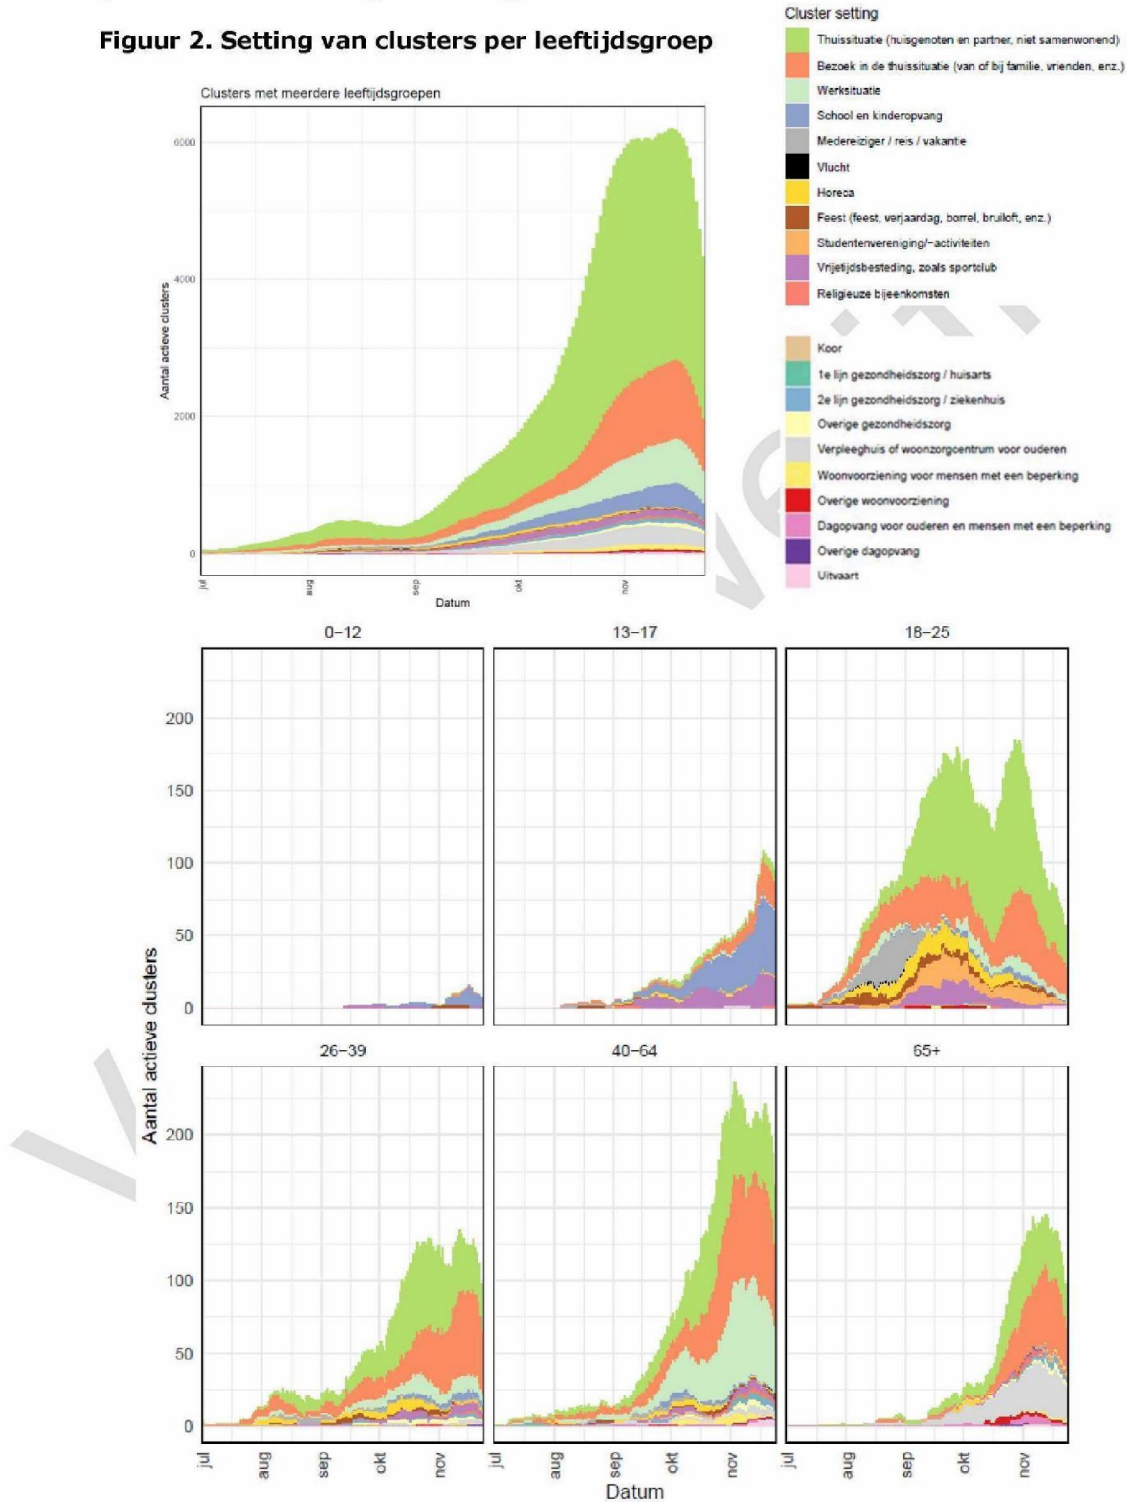 Figuur 2. Setting van clusters per leeftijdsgroep
Cluster setting
Thuissituatie (huisgenoten en partner, niet samenwonend)
Bezoek in de thuissituatie (van of bij familie, vrienden, enz.)
Werksituatie
School en kinderopvang
Medereiziger / reis / vakantie
Vlucht
Horeca
Feest (feest, verjaardag, borrel, bruiloft, enz.)
Studentenvereniging/-activiteiten
Vrijetijdsbesteding, zoals sportclub
Religieuze bijeenkomsten
Koor
1e lijn gezondheidszorg / huisarts
2e lijn gezondheidszorg / ziekenhuis
Overige gezondheidszorg
Verpleeghuis of woonzorgcentrum voor ouderen
Woonvoorziening voor mensen met een beperking
Overige woonvoorziening
Dagopvang voor ouderen en mensen met een beperking
Overige dagopvang
Uitvaart
Clusters met meerdere leeftijdsgroepen
Aantal actieve clusters
6000
4000
2000
0
jul
aug
sep
okt
nov
Datum
0-12
13-17
18-25
200
150
100
50
0
Aantal actieve clusters
26-39
40-64
65+
200
150
100
50
0
jul
aug
sep
okt
nov
jul
aug
sep
okt
nov
jul
aug
sep
okt
nov
Datum